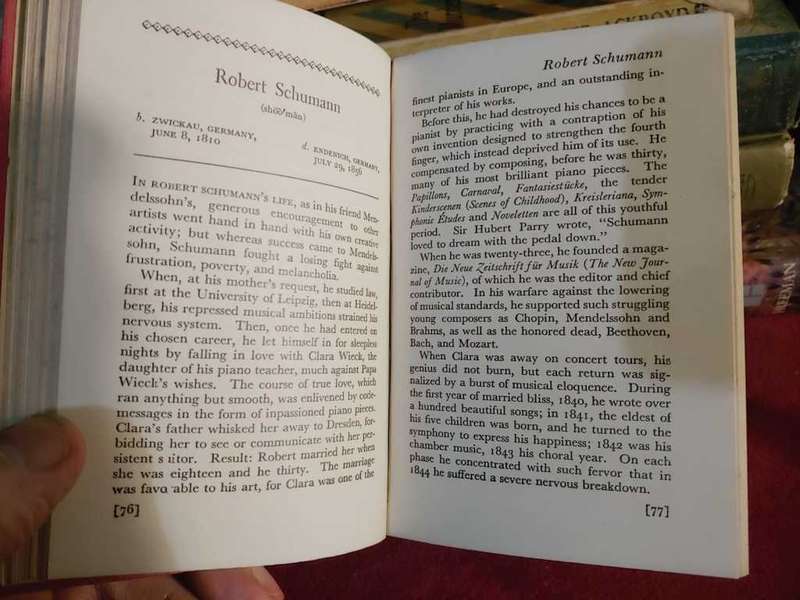 Robert Schumann
(shōō'män)
b. ZWICKAU, GERMANY,
JUNE 8, 1810
d. ENDENICH, GERMANY,
JULY 29, 1856
IN ROBERT SCHUMANN'S LIFE, as in his friend Men-
delssohn's, generous encouragement to other
artists went hand in hand with his own creative
activity; but whereas success came to Mendels-
sohn, Schumann fought a losing fight against
frustration, poverty, and melancholia.
When, at his mother's request, he studied law,
first at the University of Leipzig, then at Heidel-
berg, his repressed musical ambitions strained his
nervous system. Then, once he had entered on
his chosen career, he let himself in for sleepless
nights by falling in love with Clara Wieck, the
daughter of his piano teacher, much against Papa
Wieck's wishes. The course of true love, which
ran anything but smooth, was enlivened by code-
messages in the form of inpassioned piano pieces.
Clara's father whisked her away to Dresden, for-
bidding her to see or communicate with her per-
sistent s itor. Result: Robert married her when
she was eighteen and he thirty. The marriage
was favo able to his art, for Clara was one of the
[76]
Robert Schumann
finest pianists in Europe, and an outstanding in-
terpreter of his works.
Before this, he had destroyed his chances to be a
pianist by practicing with a contraption of his
own invention designed to strengthen the fourth
finger, which instead deprived him of its use. He
compensated by composing, before he was thirty,
many of his most brilliant piano pieces. The
Papillons, Carnaval, Fantasiestücke, the tender
Kinderscenen (Scenes of Childhood), Kreisleriana, Sym-
phonie Études and Noveletten are all of this youthful
period. Sir Hubert Parry wrote, "Schumann
loved to dream with the pedal down."
When he was twenty-three, he founded a maga-
zine, Die Neue Zeitschrift für Musik (The New Jour-
nal of Music), of which he was the editor and chief
contributor. In his warfare against the lowering
of musical standards, he supported such struggling
young composers as Chopin, Mendelssohn and
Brahms, as well as the honored dead, Beethoven,
Bach, and Mozart.
When Clara was away on concert tours, his
genius did not burn, but each return was sig-
nalized by a burst of musical eloquence. During
the first year of married bliss, 1840, he wrote over
a hundred beautiful songs; in 1841, the eldest of
his five children was born, and he turned to the
symphony to express his happiness; 1842 was his
chamber music, 1843 his choral year. On each
phase he concentrated with such fervor that in
1844 he suffered a severe nervous breakdown.
[77]
ACKROYD